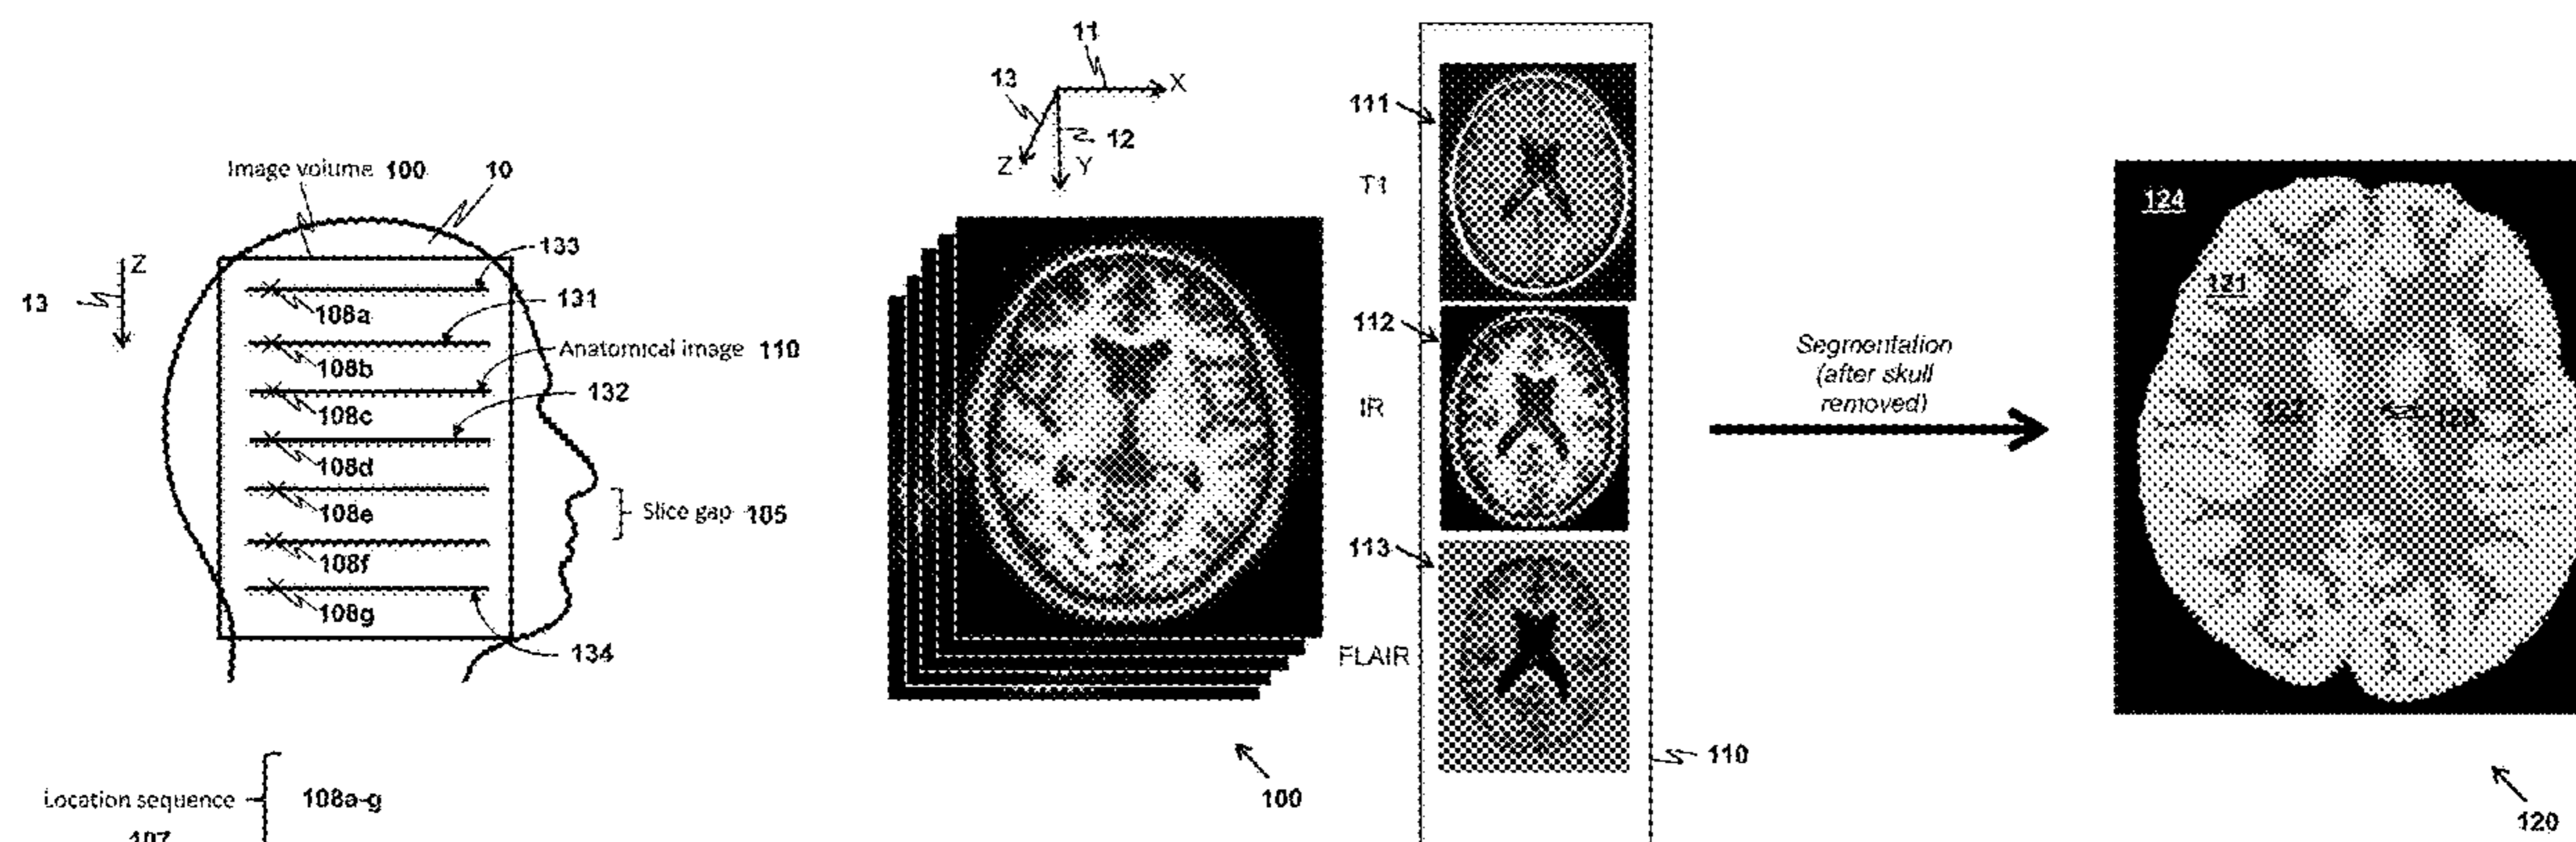 Image volume 100
10
13
Z
133
108a
131
108b
Anatomical image 110
108c
132
108d
108e
Slice gap 105
108f
108g
134
Location sequence
107
108a-g
11
13
X
12
Z
Y
100
111
T1
112
IR
113
FLAIR
110
Segmentation
(after skull
removed)
124
121
120